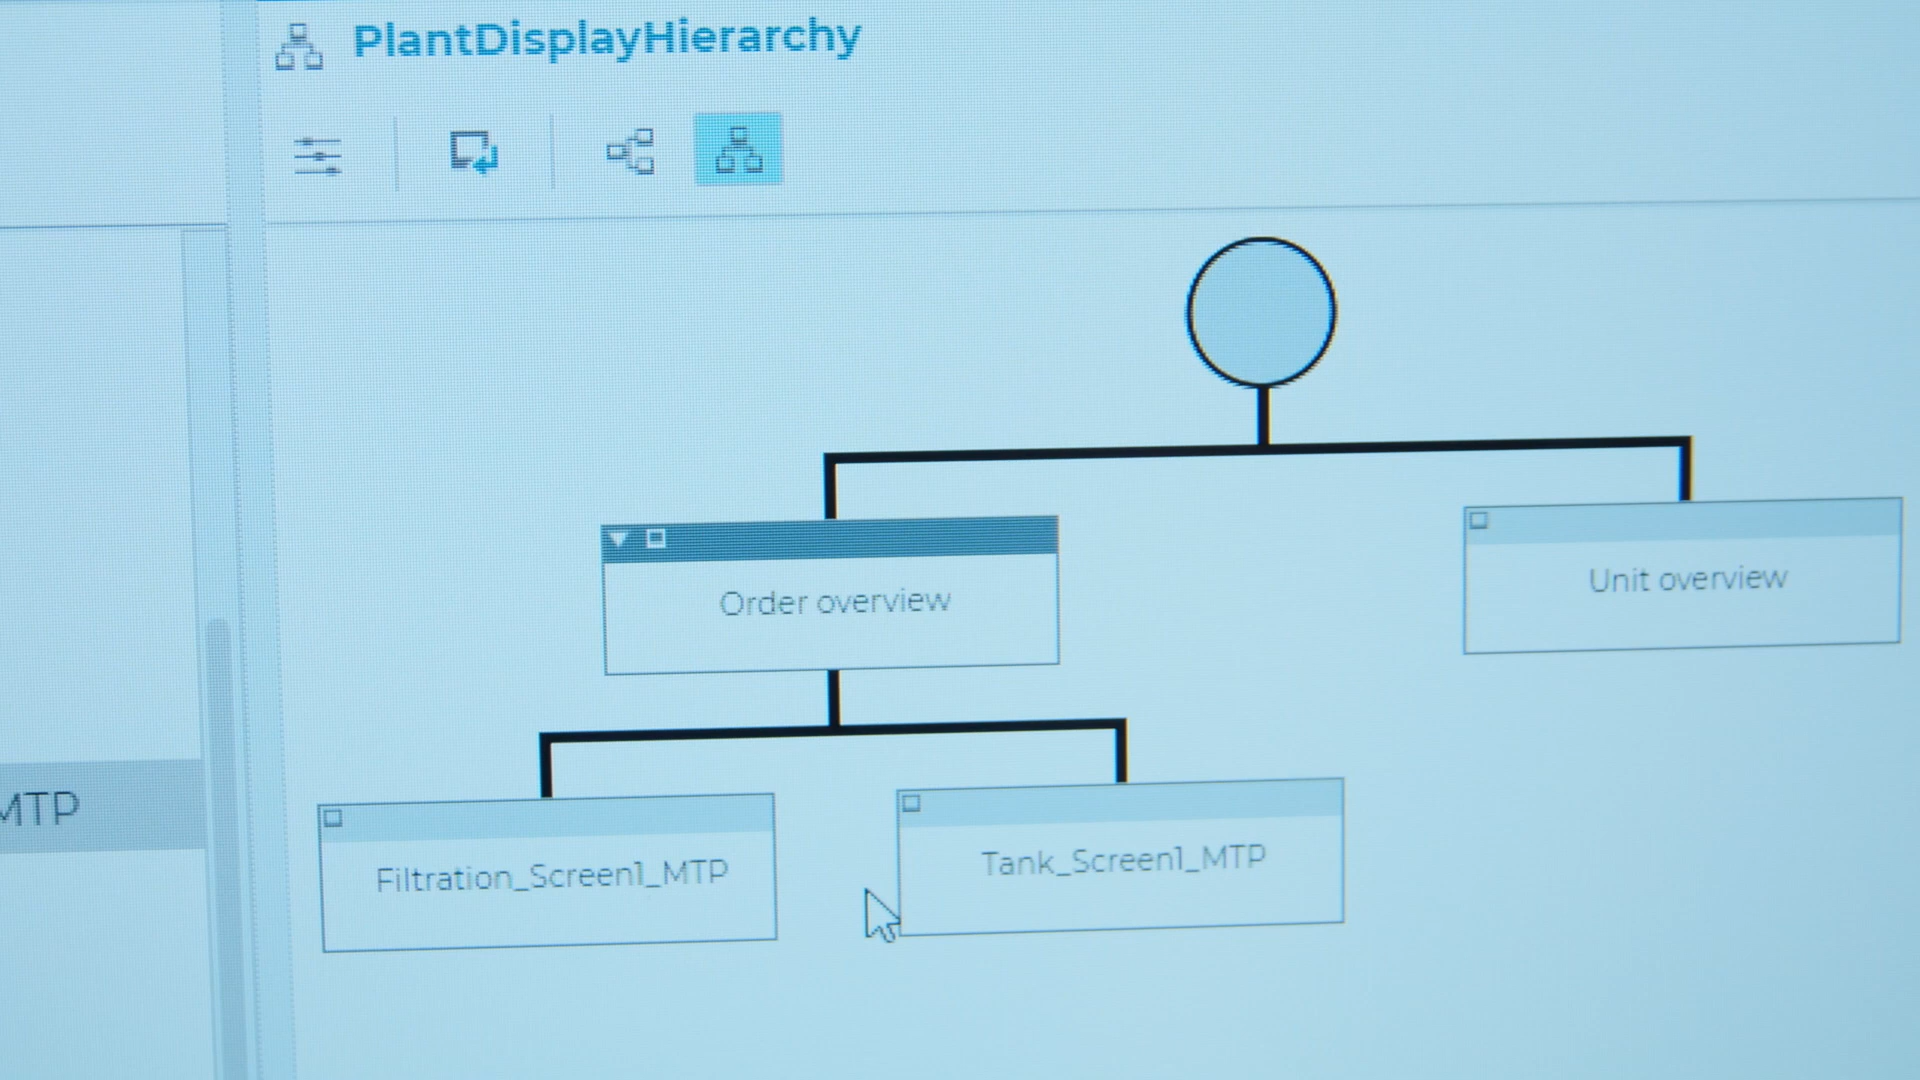 PlantDisplayHierarchy
Order overview
Unit overview
MTP
Filtration_Screen1_MTP
Tank_Screen1_MTP